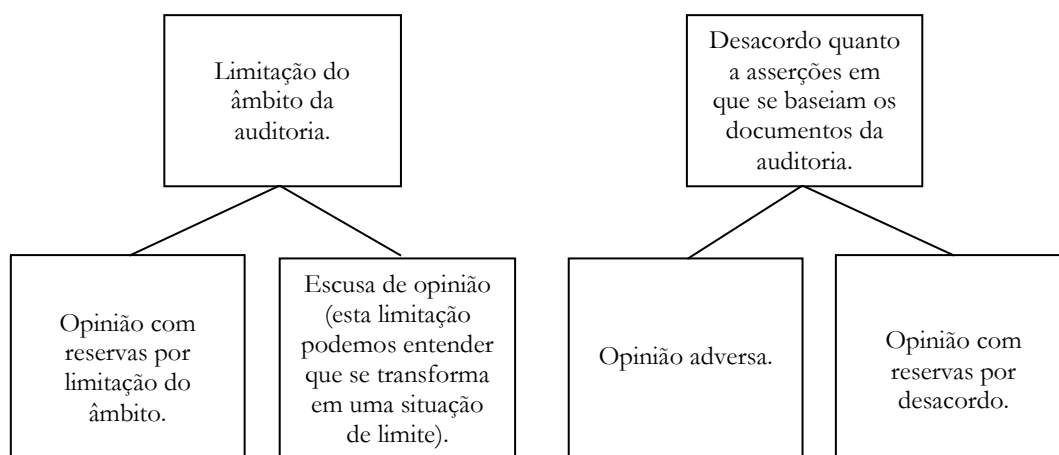 Limitação do
âmbito da
auditoria.
Desacordo quanto
a asserções em
que se baseiam os
documentos da
auditoria.
Opinião com
reservas por
limitação do
âmbito.
Escusa de opinião
(esta limitação
podemos entender
que se transforma
em uma situação
de limite).
Opinião adversa.
Opinião com
reservas por
desacordo.